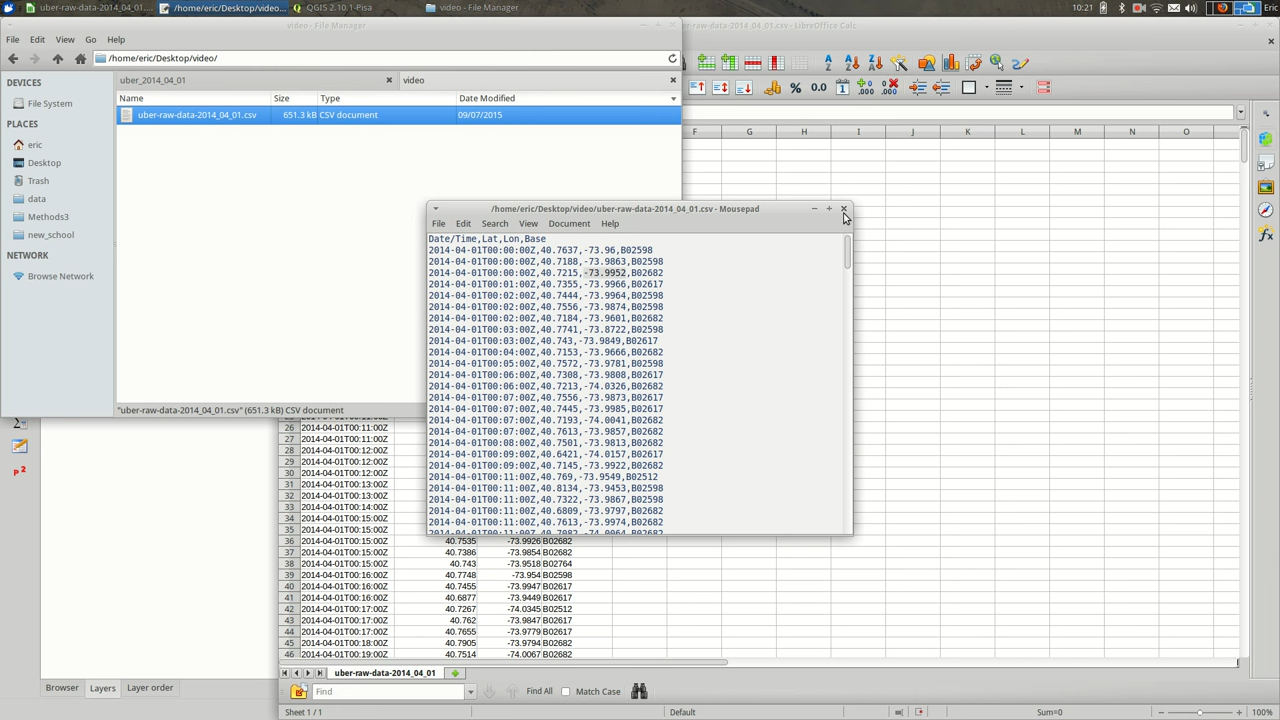 uber-raw-data-2014_04_01.
/home/eric/Desktop/video...
QGIS 2.10.1-Pisa
video - File Manager
10:21
Eric
video - File Manager
File Edit View Go Help
/home/eric/Desktop/video/
uber_2014_04_01
video
DEVICES
File System
PLACES
eric
Desktop
Trash
data
Methods3
new_school
NETWORK
Browse Network
Name Size Type Date Modified
uber-raw-data-2014_04_01.csv 651.3 kB CSV document 09/07/2015
"uber-raw-data-2014_04_01.csv" (651.3 kB) CSV document
raw-data-2014_04_01.csv - LibreOffice Calc
% 0.0 1 .000 .000
F G H I J K L M N O
/home/eric/Desktop/video/uber-raw-data-2014_04_01.csv - Mousepad
File Edit Search View Document Help
Date/Time,Lat,Lon,Base
2014-04-01T00:00:00Z,40.7637,-73.96,B02598
2014-04-01T00:00:00Z,40.7188,-73.9863,B02598
2014-04-01T00:00:00Z,40.7215,-73.9952,B02682
2014-04-01T00:01:00Z,40.7355,-73.9966,B02617
2014-04-01T00:02:00Z,40.7444,-73.9964,B02598
2014-04-01T00:02:00Z,40.7556,-73.9874,B02598
2014-04-01T00:02:00Z,40.7184,-73.9601,B02682
2014-04-01T00:03:00Z,40.7741,-73.8722,B02598
2014-04-01T00:03:00Z,40.743,-73.9849,B02617
2014-04-01T00:04:00Z,40.7153,-73.9666,B02682
2014-04-01T00:05:00Z,40.7572,-73.9781,B02598
2014-04-01T00:06:00Z,40.7308,-73.9808,B02617
2014-04-01T00:06:00Z,40.7213,-74.0326,B02682
2014-04-01T00:07:00Z,40.7556,-73.9873,B02617
2014-04-01T00:07:00Z,40.7445,-73.9985,B02617
2014-04-01T00:07:00Z,40.7193,-74.0041,B02682
2014-04-01T00:07:00Z,40.7613,-73.9857,B02682
2014-04-01T00:08:00Z,40.7501,-73.9813,B02682
2014-04-01T00:09:00Z,40.6421,-74.0157,B02617
2014-04-01T00:09:00Z,40.7145,-73.9922,B02682
2014-04-01T00:11:00Z,40.769,-73.9549,B02512
2014-04-01T00:11:00Z,40.8134,-73.9453,B02598
2014-04-01T00:11:00Z,40.7322,-73.9867,B02598
2014-04-01T00:11:00Z,40.6809,-73.9797,B02682
2014-04-01T00:11:00Z,40.7613,-73.9974,B02682
2014-04-01T00:11:00Z,40.7082,-74.0064,B02682
26 2014-04-01T00:11:00Z
27 2014-04-01T00:11:00Z
28 2014-04-01T00:12:00Z
29 2014-04-01T00:12:00Z
30 2014-04-01T00:12:00Z
31 2014-04-01T00:13:00Z
32 2014-04-01T00:13:00Z
33 2014-04-01T00:14:00Z
34 2014-04-01T00:15:00Z
35 2014-04-01T00:15:00Z
36 2014-04-01T00:15:00Z 40.7535 -73.9926 B02682
37 2014-04-01T00:15:00Z 40.7386 -73.9854 B02682
38 2014-04-01T00:15:00Z 40.743 -73.9518 B02764
39 2014-04-01T00:16:00Z 40.7748 -73.954 B02598
40 2014-04-01T00:16:00Z 40.7455 -73.9947 B02617
41 2014-04-01T00:16:00Z 40.6877 -73.9449 B02617
42 2014-04-01T00:17:00Z 40.7267 -74.0345 B02512
43 2014-04-01T00:17:00Z 40.762 -73.9847 B02617
44 2014-04-01T00:17:00Z 40.7655 -73.9779 B02617
45 2014-04-01T00:18:00Z 40.7905 -73.9794 B02682
46 2014-04-01T00:19:00Z 40.7514 -74.0067 B02682
uber-raw-data-2014_04_01
Browser Layers Layer order
Find Find All Match Case
Sheet 1 / 1 Default Sum=0 100%